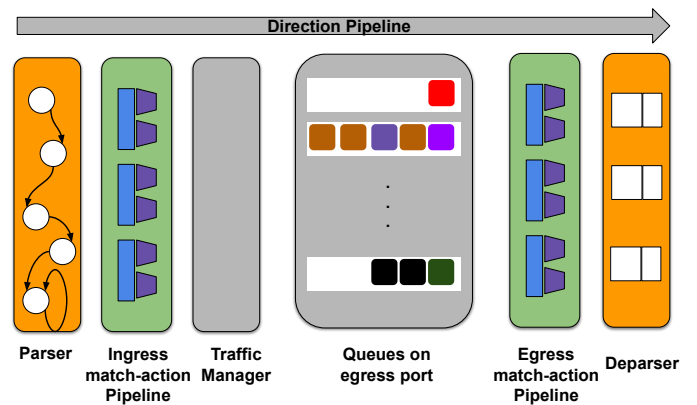 Direction Pipeline
Parser
Ingress
match-action
Pipeline
Traffic
Manager
Queues on
egress port
Egress
match-action
Pipeline
Deparser